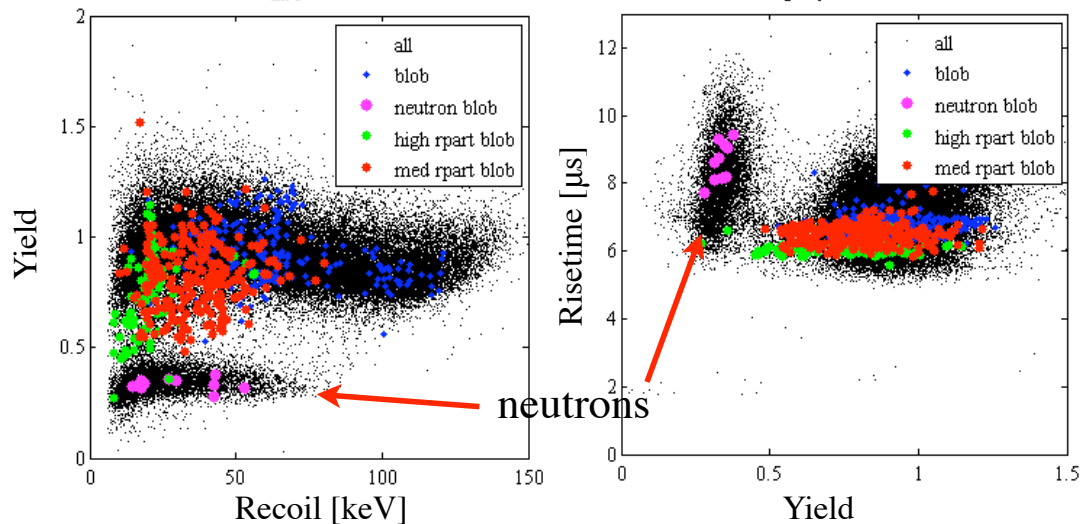 2
1.5
1
0.5
0
0
50
100
150
Yield
Recoil [keV]
all
blob
neutron blob
high rpart blob
med rpart blob
neutrons
12
10
8
6
4
2
0
0
0.5
1
1.5
Risetime [µs]
Yield
all
blob
neutron blob
high rpart blob
med rpart blob